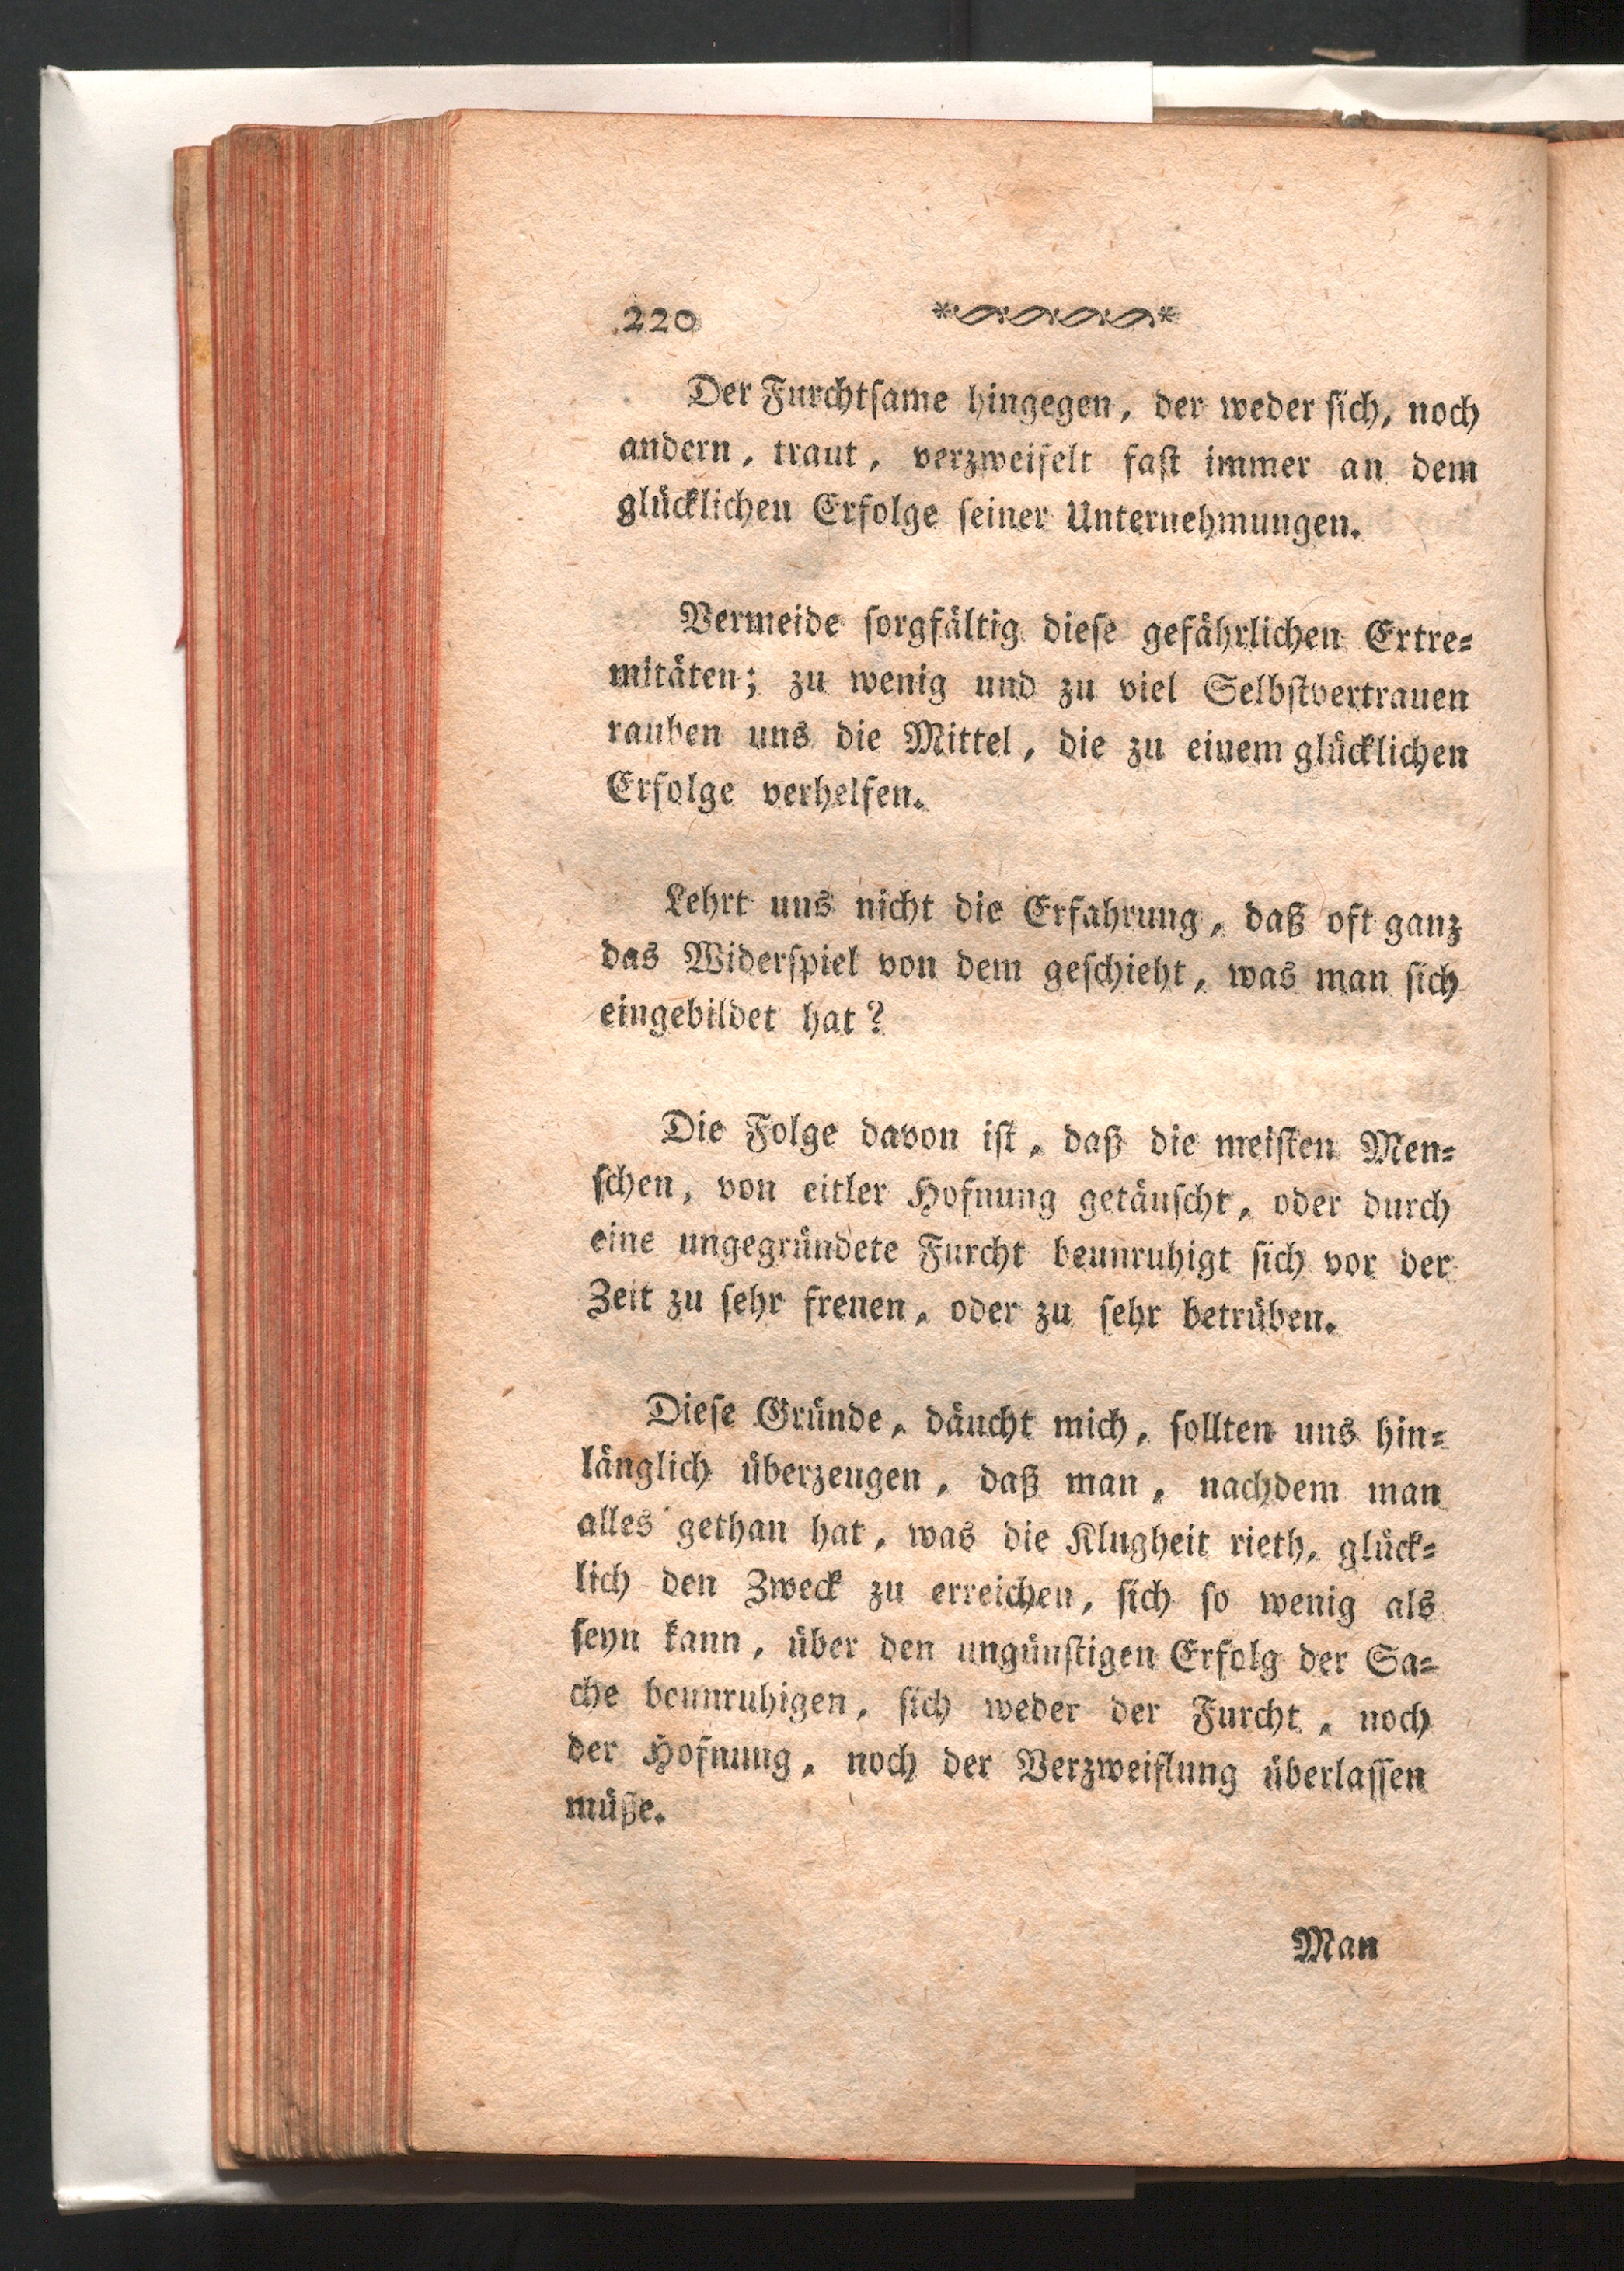 220
Der Furchtsame hingegen, der weder sich, noch
andern, traut, verzweifelt fast immer an dem
glücklichen Erfolge seiner Unternehmungen.
Vermeide sorgfältig diese gefährlichen Extre=
mitäten; zu wenig und zu viel Selbstvertrauen
rauben uns die Mittel, die zu einem glücklichen
Erfolge verhelfen.
Lehrt uns nicht die Erfahrung, daß oft ganz
das Widerspiel von dem geschieht, was man sich
eingebildet hat?
Die Folge davon ist, daß die meisten Men=
schen, von eitler Hofnung getäuscht, oder durch
eine ungegründete Furcht beunruhigt sich vor der
Zeit zu sehr freuen, oder zu sehr betrüben.
Diese Gründe, däucht mich, sollten uns hin=
länglich überzeugen, daß man, nachdem man
alles gethan hat, was die Klugheit rieth, glück=
lich den Zweck zu erreichen, sich so wenig als
seyn kann, über den ungünstigen Erfolg der Sa=
che beunruhigen, sich weder der Furcht, noch
der Hofnung, noch der Verzweiflung überlassen
müße.
Man